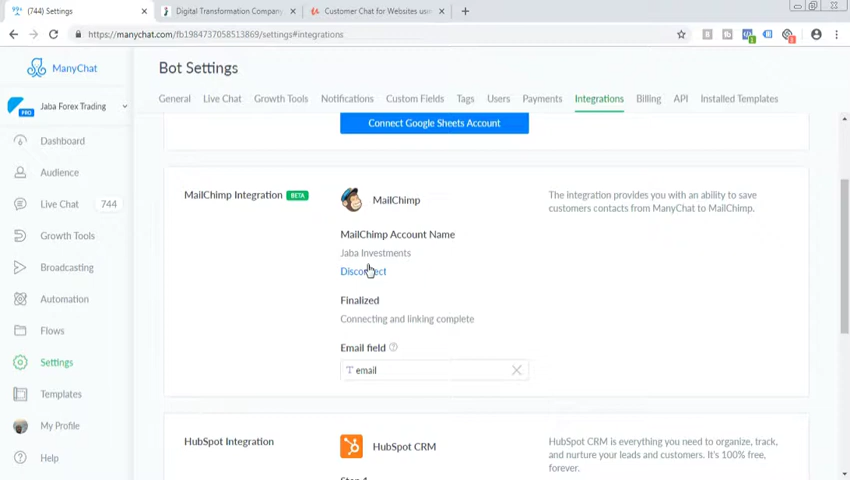 (744) Settings
Digital Transformation Company
Customer Chat for Websites usin
https://manychat.com/fb1984737058513869/settings#integrations
ManyChat
Jaba Forex Trading
PRO
Dashboard
Audience
Live Chat 744
Growth Tools
Broadcasting
Automation
Flows
Settings
Templates
My Profile
Help
Bot Settings
General Live Chat Growth Tools Notifications Custom Fields Tags Users Payments Integrations Billing API Installed Templates
Connect Google Sheets Account
MailChimp Integration BETA
MailChimp
The integration provides you with an ability to save
customers contacts from ManyChat to MailChimp.
MailChimp Account Name
Jaba Investments
Disconnect
Finalized
Connecting and linking complete
Email field
email
HubSpot Integration
HubSpot CRM
HubSpot CRM is everything you need to organize, track,
and nurture your leads and customers. It's 100% free,
forever.
Step 1